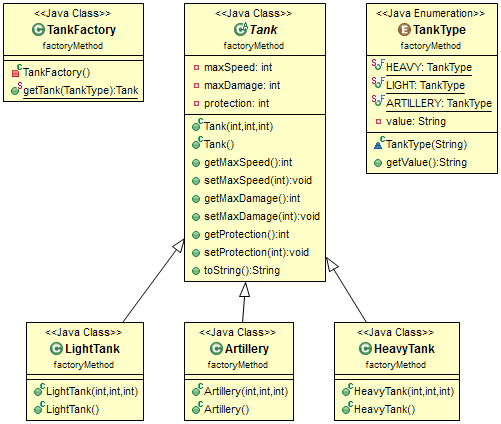 <<Java Class>>
TankFactory
factoryMethod
TankFactory()
getTank(TankType):Tank
<<Java Class>>
Tank
factoryMethod
maxSpeed: int
maxDamage: int
protection: int
Tank(int,int,int)
Tank()
getMaxSpeed():int
setMaxSpeed(int):void
getMaxDamage():int
setMaxDamage(int):void
getProtection():int
setProtection(int):void
toString():String
<<Java Enumeration>>
TankType
factoryMethod
HEAVY: TankType
LIGHT: TankType
ARTILLERY: TankType
value: String
TankType(String)
getValue():String
<<Java Class>>
LightTank
factoryMethod
LightTank(int,int,int)
LightTank()
<<Java Class>>
Artillery
factoryMethod
Artillery(int,int,int)
Artillery()
<<Java Class>>
HeavyTank
factoryMethod
HeavyTank(int,int,int)
HeavyTank()